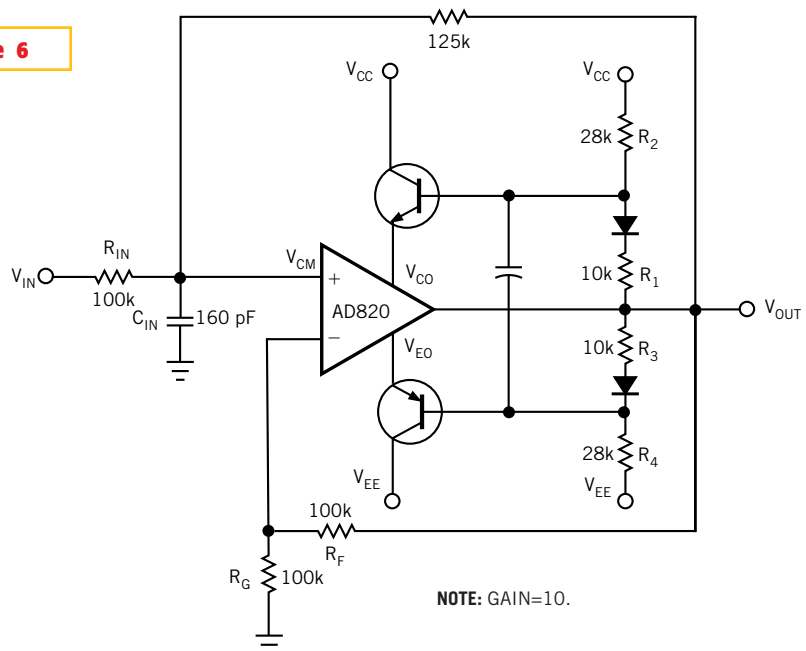 e 6
125k
VCC
VCC
28k R2
RIN
VIN
100k
CIN
160 pF
VCM
+
−
AD820
VCO
VEO
10k R1
VOUT
10k R3
28k R4
VEE
VEE
100k
RF
RG
100k
NOTE: GAIN=10.